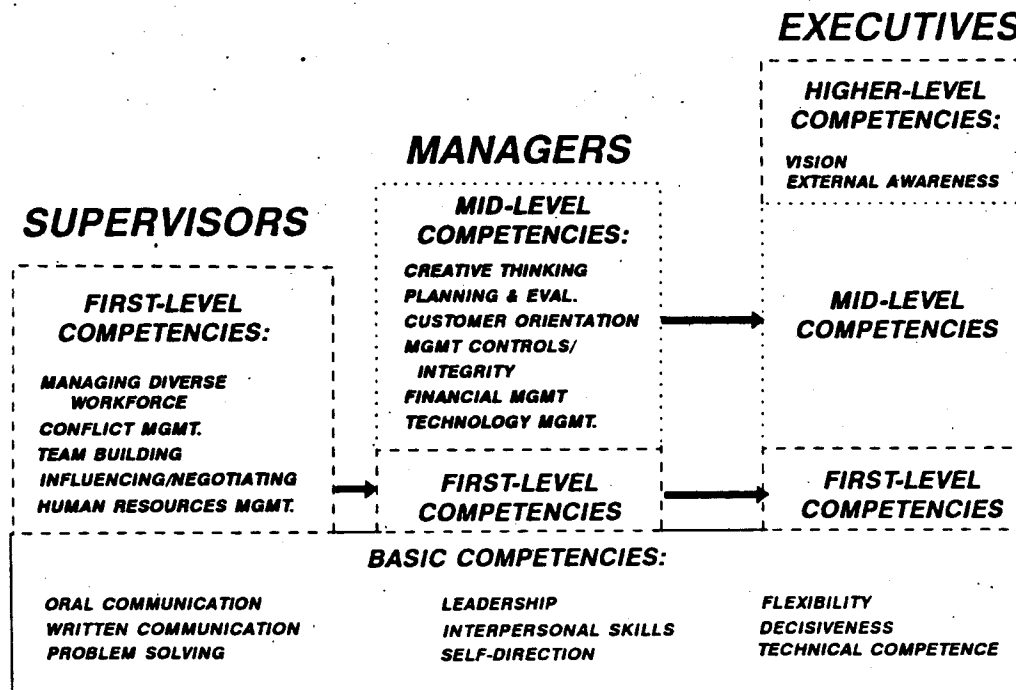 EXECUTIVES
HIGHER-LEVEL
COMPETENCIES:
VISION
EXTERNAL AWARENESS
MANAGERS
MID-LEVEL
COMPETENCIES:
CREATIVE THINKING
PLANNING & EVAL.
CUSTOMER ORIENTATION
MGMT CONTROLS/
INTEGRITY
FINANCIAL MGMT
TECHNOLOGY MGMT.
MID-LEVEL
COMPETENCIES
SUPERVISORS
FIRST-LEVEL
COMPETENCIES:
MANAGING DIVERSE
WORKFORCE
CONFLICT MGMT.
TEAM BUILDING
INFLUENCING/NEGOTIATING
HUMAN RESOURCES MGMT.
FIRST-LEVEL
COMPETENCIES
FIRST-LEVEL
COMPETENCIES
BASIC COMPETENCIES:
ORAL COMMUNICATION
WRITTEN COMMUNICATION
PROBLEM SOLVING
LEADERSHIP
INTERPERSONAL SKILLS
SELF-DIRECTION
FLEXIBILITY
DECISIVENESS
TECHNICAL COMPETENCE